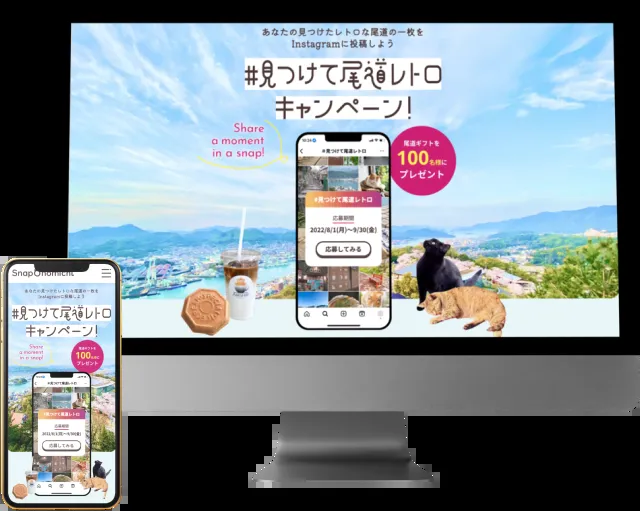 あなたの見つけたレトロな尾道の一枚を
Instagramに投稿しよう
#見つけて尾道レトロ
キャンペーン!
Share
a moment
in a snap!
尾道ギフトを
100名様に
プレゼント
#見つけて尾道レトロ
#見つけて尾道レトロ
応募期間
2022/8/1(月)〜9/30(金)
応募してみる
SnapOnomichi
あなたの見つけたレトロな尾道の一枚を
Instagramに投稿しよう
#見つけて尾道レトロ
キャンペーン!
Share
a moment
in a snap!
尾道ギフトを
100名様に
プレゼント
#見つけて尾道レトロ
#見つけて尾道レトロ
応募期間
2022/8/1(月)〜9/30(金)
応募してみる